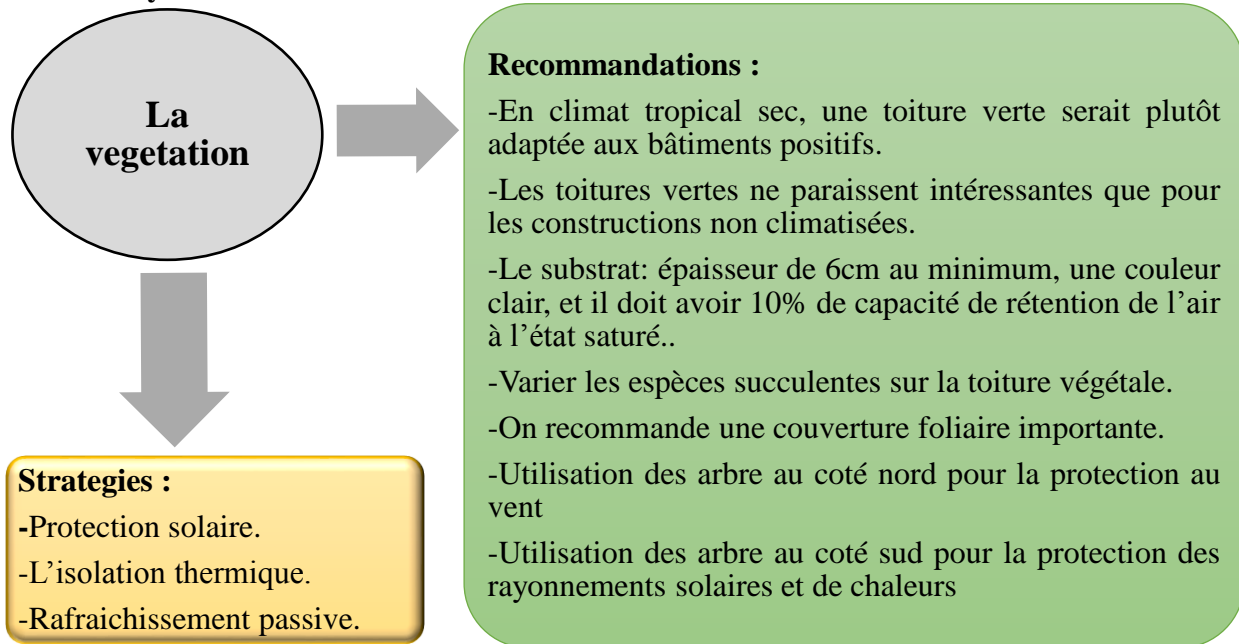 La
vegetation
Recommandations :
-En climat tropical sec, une toiture verte serait plutôt
adaptée aux bâtiments positifs.
-Les toitures vertes ne paraissent intéressantes que pour
les constructions non climatisées.
-Le substrat: épaisseur de 6cm au minimum, une couleur
clair, et il doit avoir 10% de capacité de rétention de l’air
à l’état saturé..
-Varier les espèces succulentes sur la toiture végétale.
-On recommande une couverture foliaire importante.
-Utilisation des arbre au coté nord pour la protection au
vent
-Utilisation des arbre au coté sud pour la protection des
rayonnements solaires et de chaleurs
Strategies :
-Protection solaire.
-L’isolation thermique.
-Rafraichissement passive.